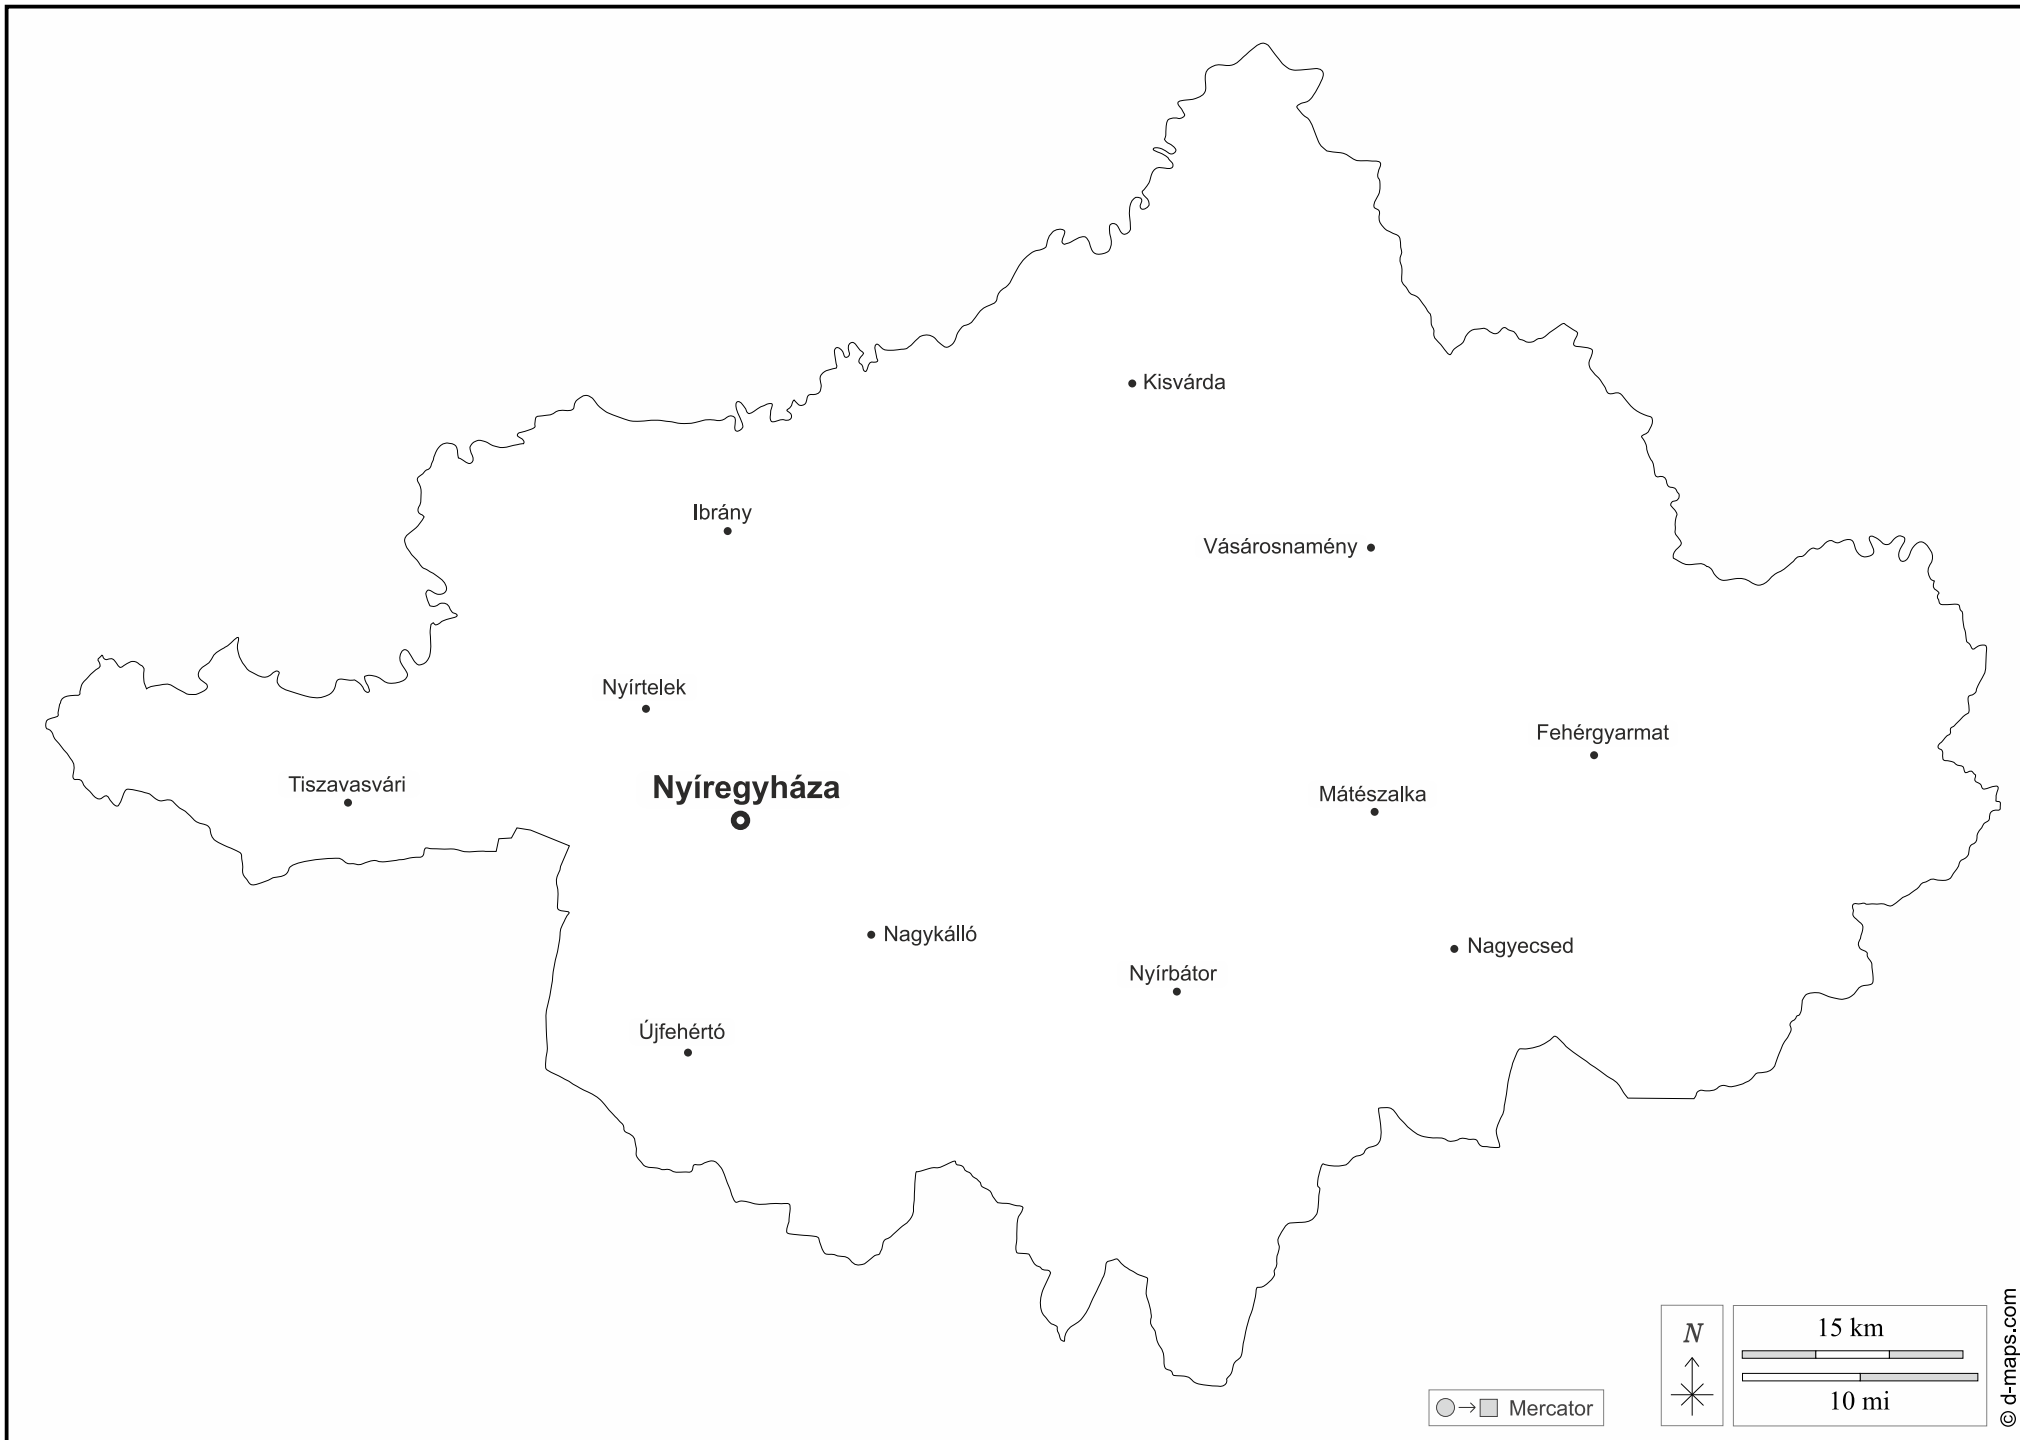 Kisvárda
Ibrány
Vásárosnamény
Nyírtelek
Fehérgyarmat
Tiszavasvári
Nyíregyháza
Mátészalka
Nagykálló
Nagyecsed
Nyírbátor
Újfehértó
N
15 km
10 mi
Mercator
© d-maps.com